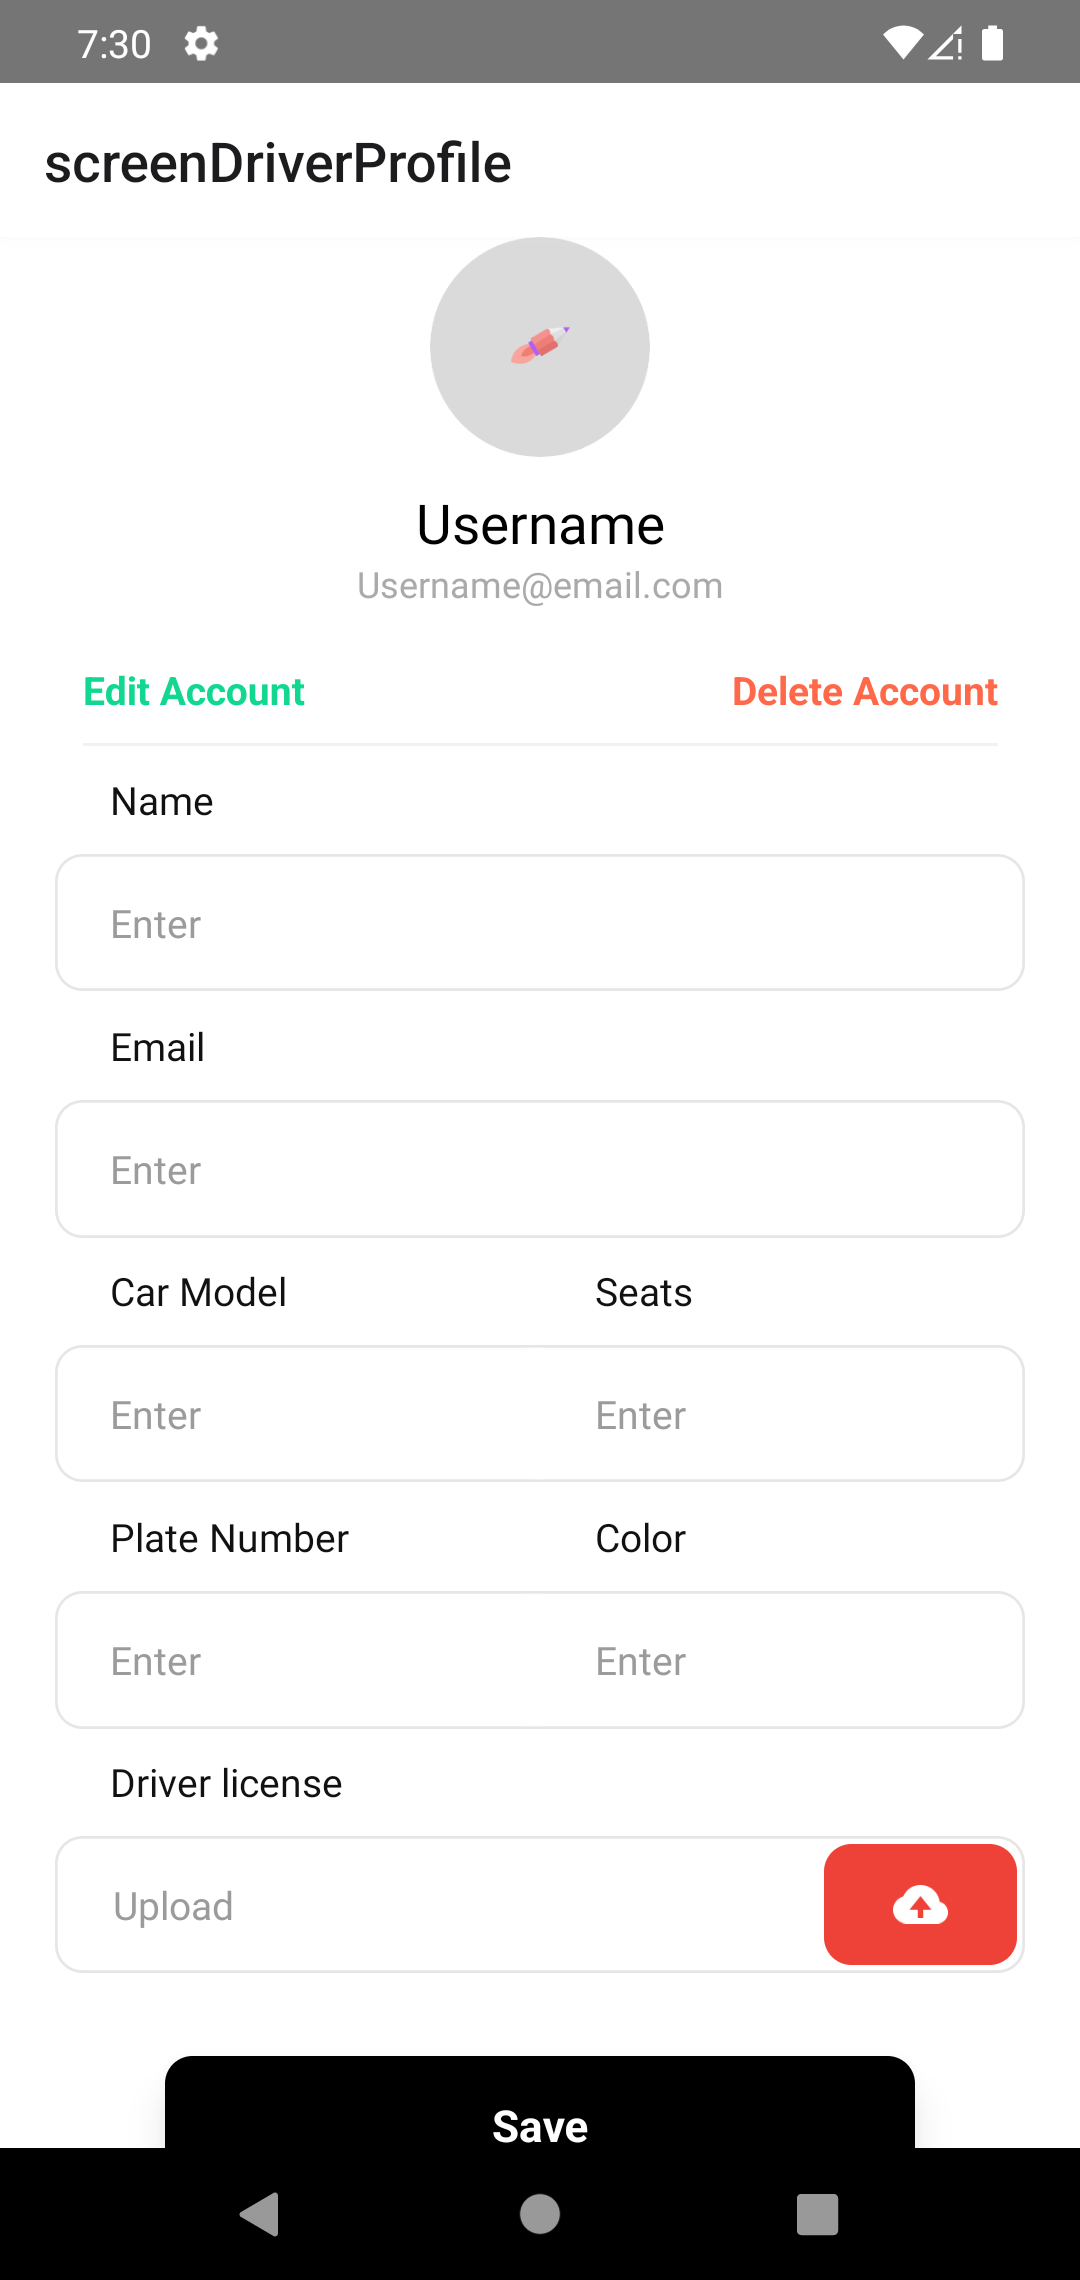 7:30
screenDriverProfile
Username
Username@email.com
Edit Account Delete Account
Name
Enter
Email
Enter
Car Model Seats
Enter Enter
Plate Number Color
Enter Enter
Driver license
Upload
Save